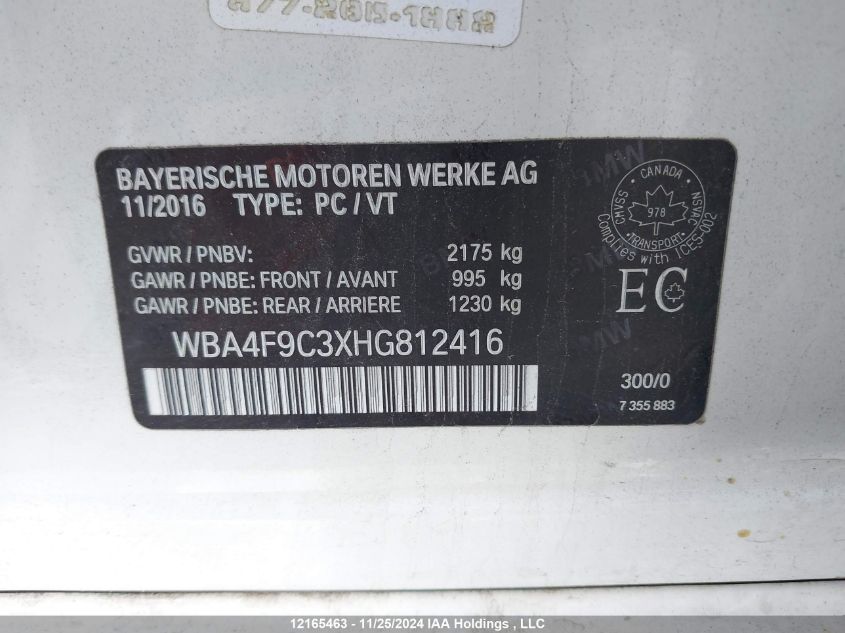 BAYERISCHE MOTOREN WERKE AG
11/2016 TYPE: PC / VT
GVWR / PNBV: 2175 kg
GAWR / PNBE: FRONT / AVANT 995 kg
GAWR / PNBE: REAR / ARRIERE 1230 kg
WBA4F9C3XHG812416
CMVSS • CANADA • NSVAC
978
• TRANSPORT •
Complies with ICES-002
EC
300/0
7 355 883
12165463 - 11/25/2024 IAA Holdings , LLC